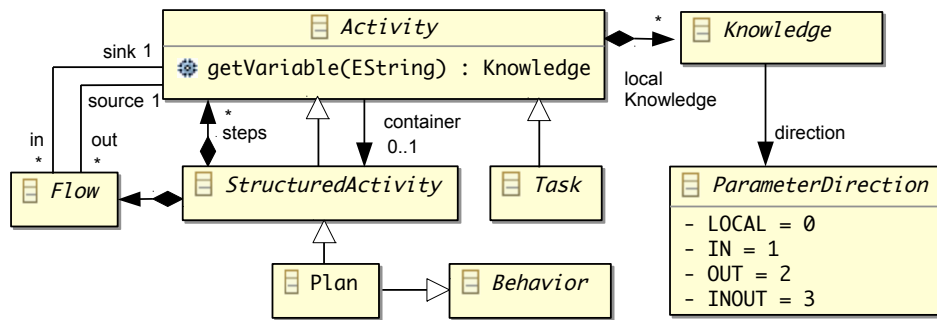 Activity
getVariable(EString) : Knowledge
*
Knowledge
local
Knowledge
sink 1
source 1
in
*
out
*
*
steps
container
0..1
direction
Flow
StructuredActivity
Task
ParameterDirection
- LOCAL = 0
- IN = 1
- OUT = 2
- INOUT = 3
Plan
Behavior